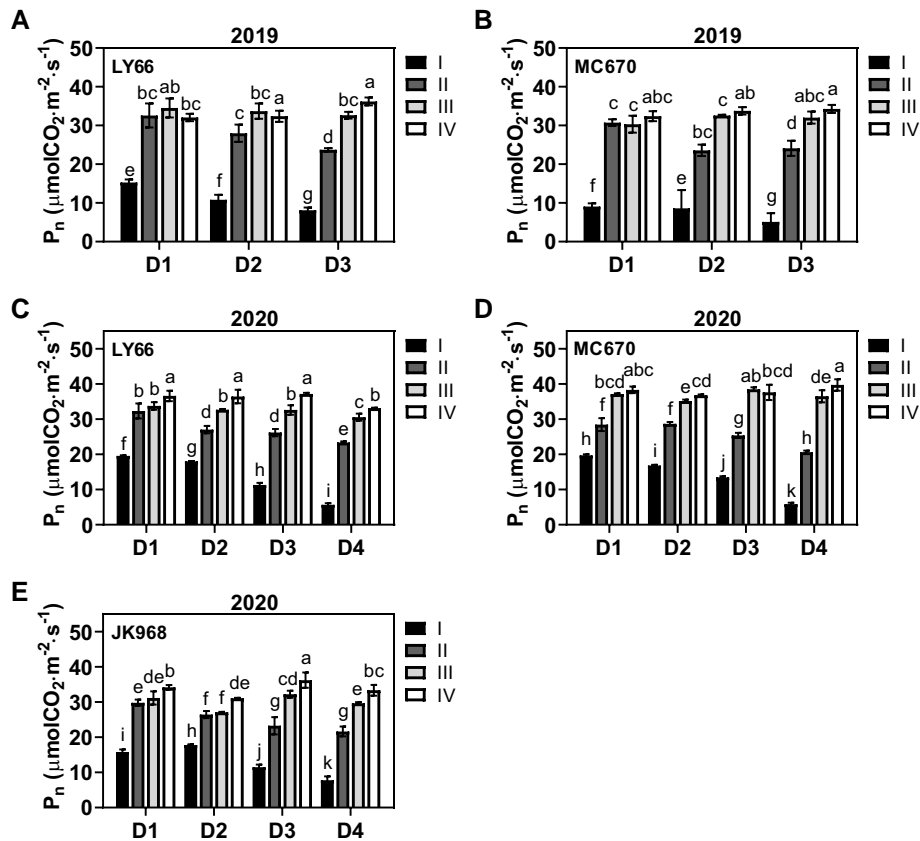 A
2019
LY66
Pn (μmolCO2·m-2·s-1)
50
40
30
20
10
0
e bc ab bc
f c bc a
g d bc a
D1 D2 D3
I
II
III
IV
B
2019
MC670
Pn (μmolCO2·m-2·s-1)
50
40
30
20
10
0
f c c abc
e bc bc ab
g d abc a
D1 D2 D3
I
II
III
IV
C
2020
LY66
Pn (μmolCO2·m-2·s-1)
50
40
30
20
10
0
f b b a
g d b a
h d b a
i e c b
D1 D2 D3 D4
I
II
III
IV
D
2020
MC670
Pn (μmolCO2·m-2·s-1)
50
40
30
20
10
0
h f bcd abc
i f e cd
j g ab bcd
k h de a
D1 D2 D3 D4
I
II
III
IV
E
2020
JK968
Pn (μmolCO2·m-2·s-1)
50
40
30
20
10
0
i e de b
h f f de
j g cd a
k g e bc
D1 D2 D3 D4
I
II
III
IV